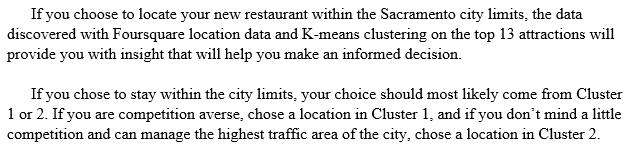 If you choose to locate your new restaurant within the Sacramento city limits, the data
discovered with Foursquare location data and K-means clustering on the top 13 attractions will
provide you with insight that will help you make an informed decision.
If you chose to stay within the city limits, your choice should most likely come from Cluster
1 or 2. If you are competition averse, chose a location in Cluster 1, and if you don’t mind a little
competition and can manage the highest traffic area of the city, chose a location in Cluster 2.